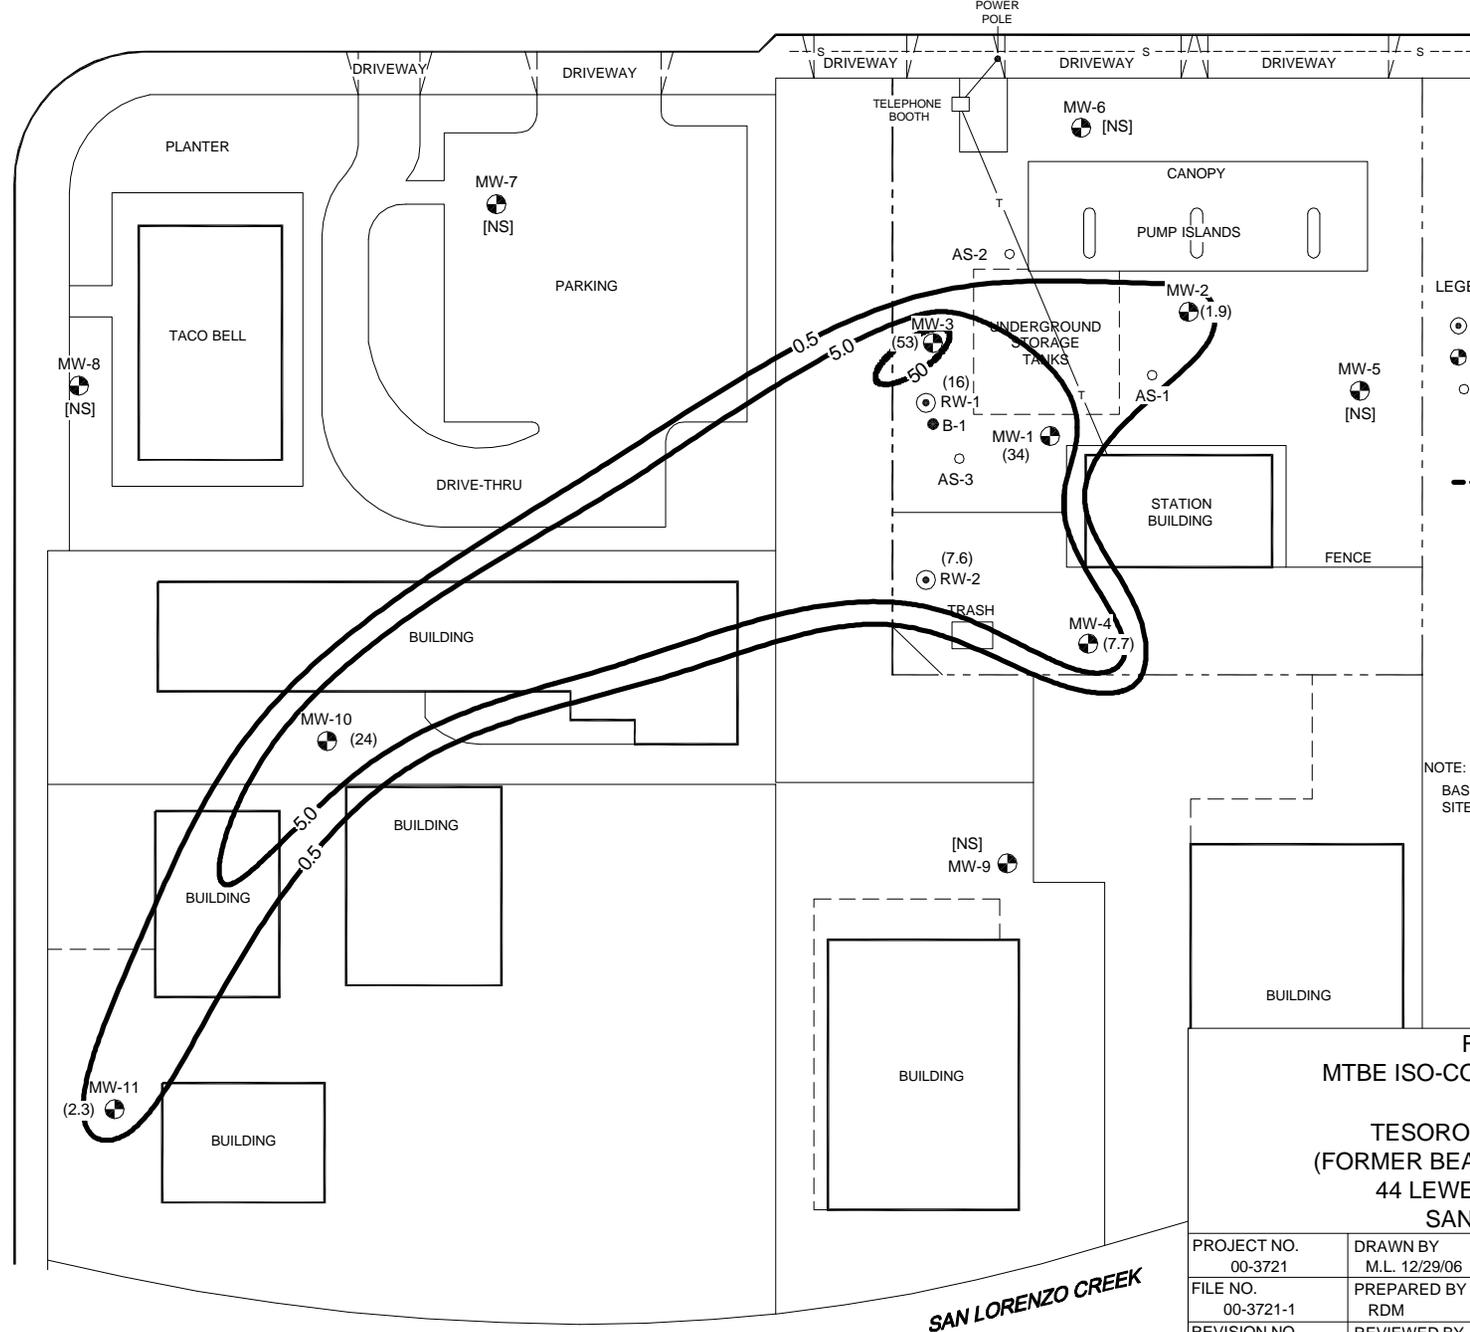 POWER
POLE
S
S
S
DRIVEWAY
DRIVEWAY
DRIVEWAY
DRIVEWAY
DRIVEWAY
TELEPHONE
BOOTH
MW-6
[NS]
PLANTER
CANOPY
MW-7
[NS]
T
PUMP ISLANDS
AS-2
PARKING
MW-2
(1.9)
LEGE
TACO BELL
MW-3
(53)
UNDERGROUND
STORAGE
TANKS
0.5
5.0
50
MW-8
[NS]
(16)
RW-1
B-1
T
AS-1
MW-5
[NS]
MW-1
(34)
AS-3
DRIVE-THRU
STATION
BUILDING
FENCE
(7.6)
RW-2
TRASH
MW-4
(7.7)
BUILDING
MW-10
(24)
NOTE:
BAS
SITE
5.0
0.5
BUILDING
BUILDING
[NS]
MW-9
BUILDING
BUILDING
MW-11
(2.3)
BUILDING
F
MTBE ISO-CO
TESORO
(FORMER BEA
44 LEWE
SAN
PROJECT NO.
00-3721
DRAWN BY
M.L. 12/29/06
FILE NO.
00-3721-1
PREPARED BY
RDM
REVISION NO.
REVIEWED BY
SAN LORENZO CREEK